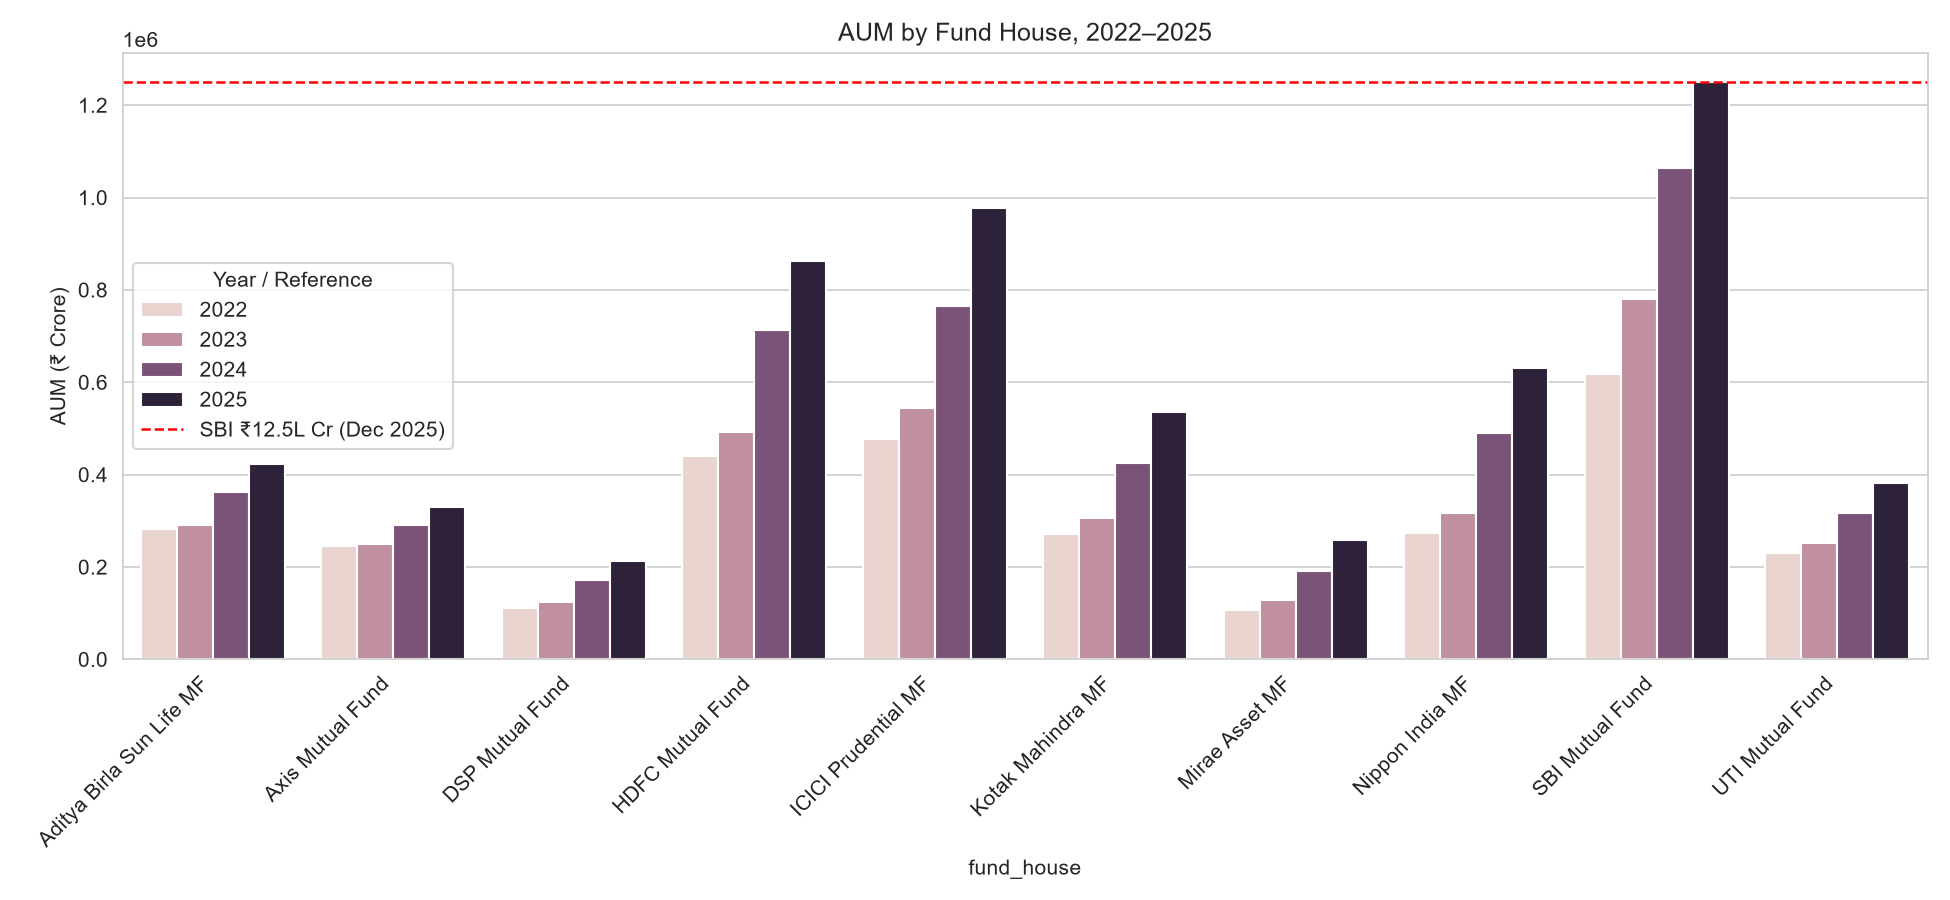 AUM by Fund House, 2022–2025
1e6
1.2
1.0
0.8
0.6
0.4
0.2
0.0
AUM (₹ Crore)
Year / Reference
2022
2023
2024
2025
SBI ₹12.5L Cr (Dec 2025)
Aditya Birla Sun Life MF
Axis Mutual Fund
DSP Mutual Fund
HDFC Mutual Fund
ICICI Prudential MF
Kotak Mahindra MF
Mirae Asset MF
Nippon India MF
SBI Mutual Fund
UTI Mutual Fund
fund_house